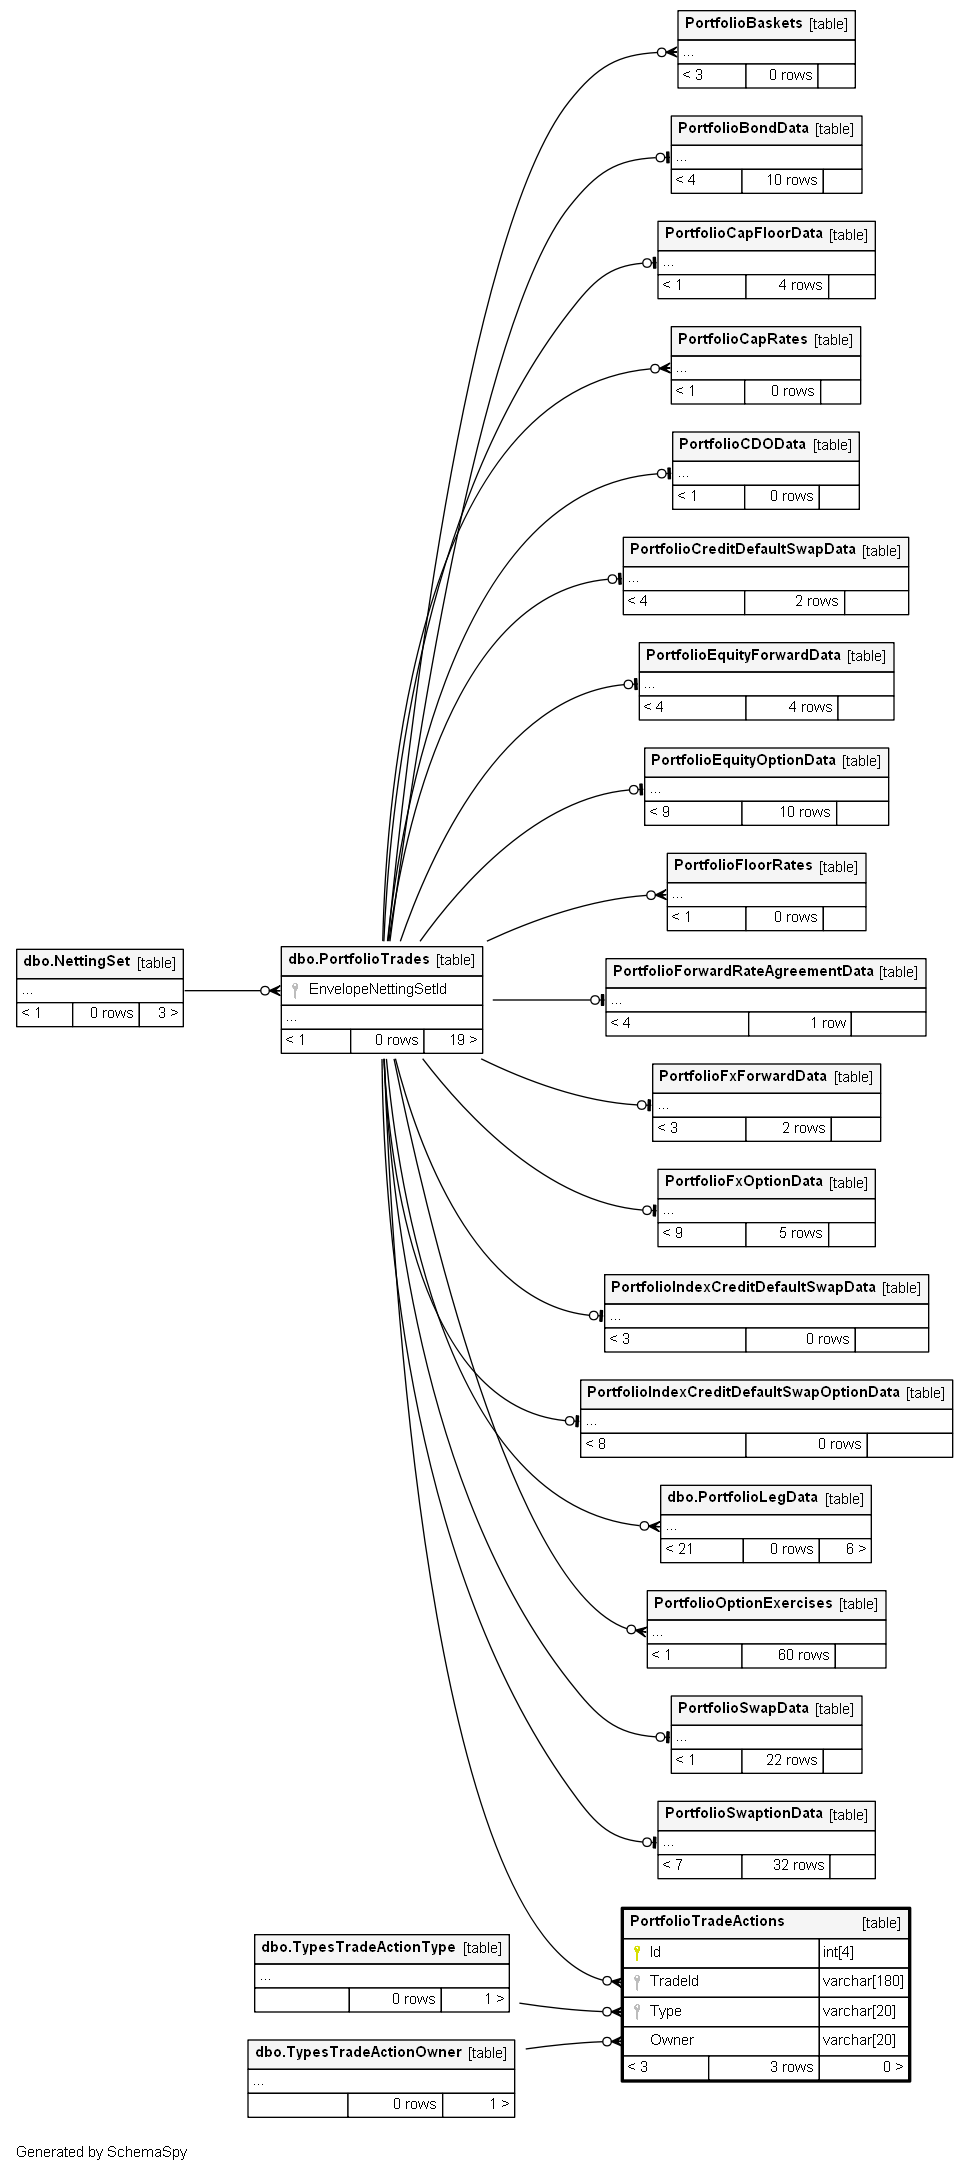 PortfolioBaskets [table]
...
< 3 0 rows
PortfolioBondData [table]
...
< 4 10 rows
PortfolioCapFloorData [table]
...
< 1 4 rows
PortfolioCapRates [table]
...
< 1 0 rows
PortfolioCDOData [table]
...
< 1 0 rows
PortfolioCreditDefaultSwapData [table]
...
< 4 2 rows
PortfolioEquityForwardData [table]
...
< 4 4 rows
PortfolioEquityOptionData [table]
...
< 9 10 rows
PortfolioFloorRates [table]
...
< 1 0 rows
dbo.NettingSet [table]
...
< 1 0 rows 3 >
dbo.PortfolioTrades [table]
EnvelopeNettingSetId
...
< 1 0 rows 19 >
PortfolioForwardRateAgreementData [table]
...
< 4 1 row
PortfolioFxForwardData [table]
...
< 3 2 rows
PortfolioFxOptionData [table]
...
< 9 5 rows
PortfolioIndexCreditDefaultSwapData [table]
...
< 3 0 rows
PortfolioIndexCreditDefaultSwapOptionData [table]
...
< 8 0 rows
dbo.PortfolioLegData [table]
...
< 21 0 rows 6 >
PortfolioOptionExercises [table]
...
< 1 60 rows
PortfolioSwapData [table]
...
< 1 22 rows
PortfolioSwaptionData [table]
...
< 7 32 rows
PortfolioTradeActions [table]
Id int[4]
TradeId varchar[180]
Type varchar[20]
Owner varchar[20]
< 3 3 rows 0 >
dbo.TypesTradeActionType [table]
...
0 rows 1 >
dbo.TypesTradeActionOwner [table]
...
0 rows 1 >
Generated by SchemaSpy